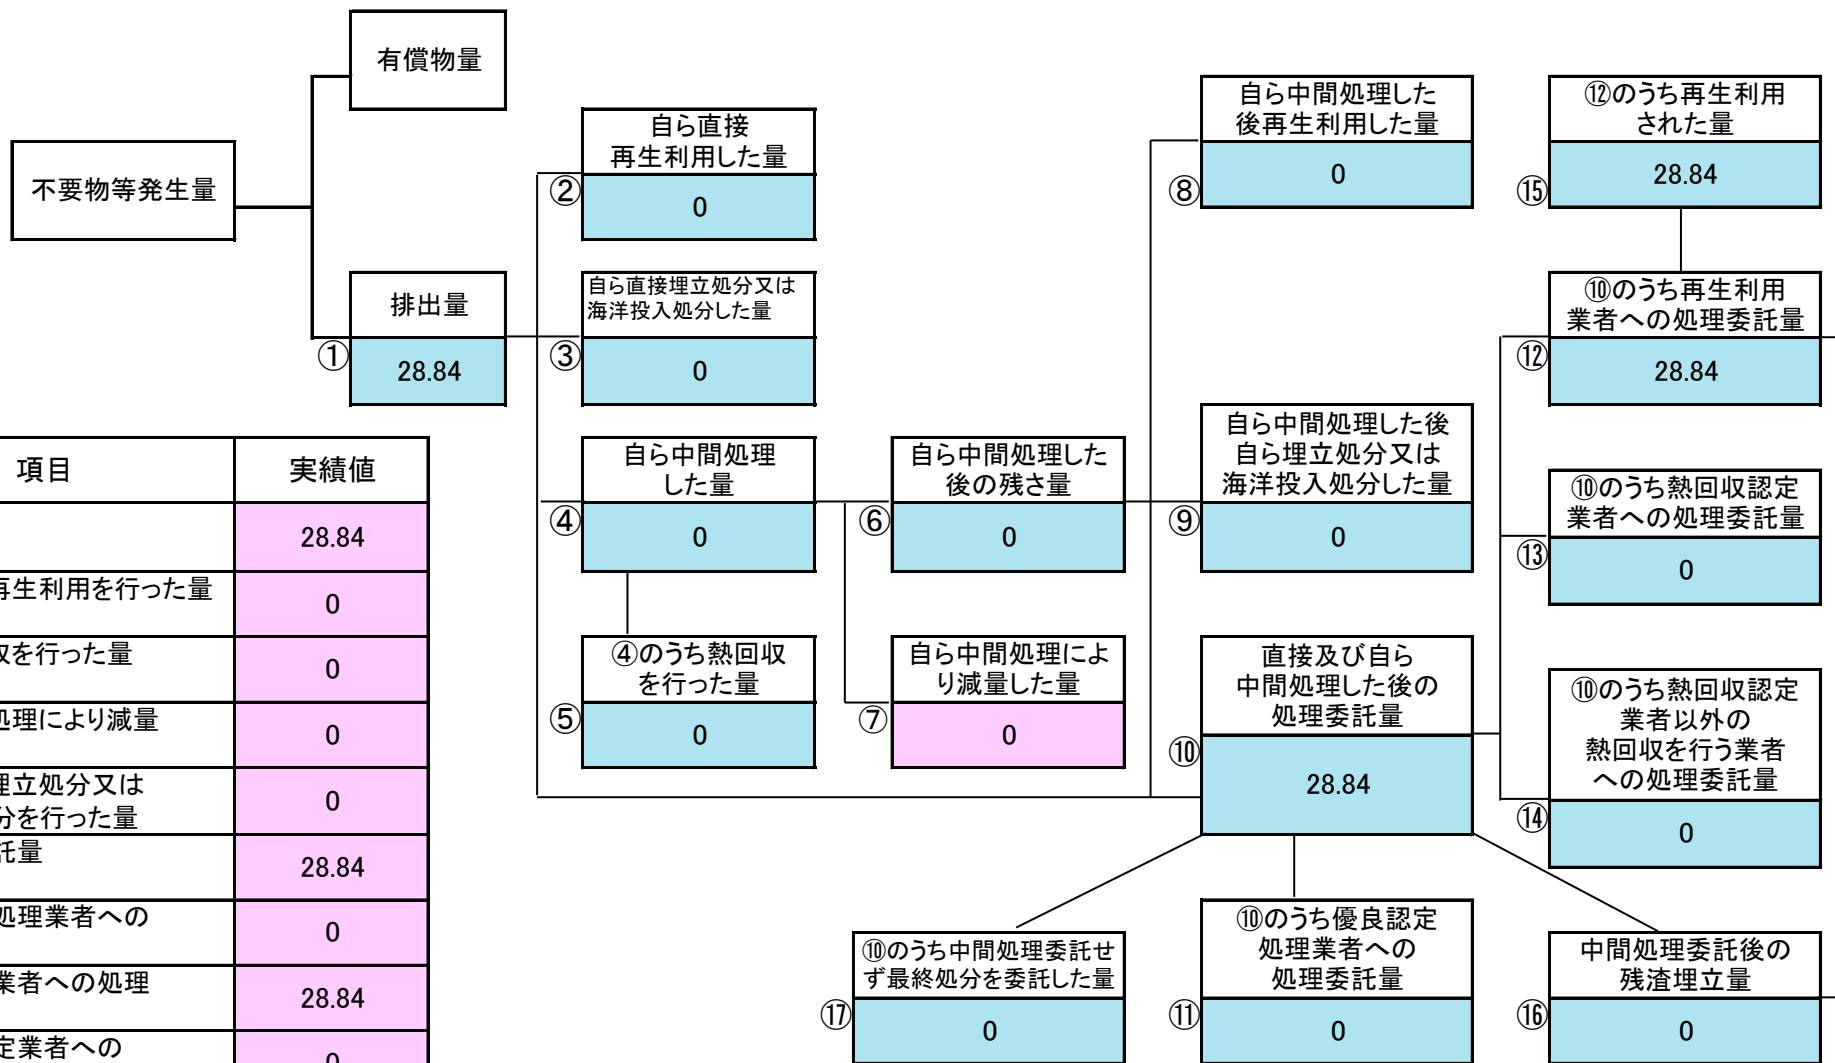 有償物量
不要物等発生量
排出量
①
28.84
自ら直接
再生利用した量
②
0
自ら直接埋立処分又は
海洋投入処分した量
③
0
自ら中間処理
した量
④
0
④のうち熱回収
を行った量
⑤
0
自ら中間処理した
後の残さ量
⑥
0
自ら中間処理によ
り減量した量
⑦
0
自ら中間処理した
後再生利用した量
⑧
0
自ら中間処理した後
自ら埋立処分又は
海洋投入処分した量
⑨
0
直接及び自ら
中間処理した後の
処理委託量
⑩
28.84
⑩のうち優良認定
処理業者への
処理委託量
⑪
0
⑫のうち再生利用
された量
⑮
28.84
⑩のうち再生利用
業者への処理委託量
⑫
28.84
⑩のうち熱回収認定
業者への処理委託量
⑬
0
⑩のうち熱回収認定
業者以外の
熱回収を行う業者
への処理委託量
⑭
0
中間処理委託後の
残渣埋立量
⑯
0
⑩のうち中間処理委託せ
ず最終処分を委託した量
⑰
0
項目 実績値
28.84
再生利用を行った量 0
を行った量 0
処理により減量 0
埋立処分又は
を行った量 0
託量 28.84
処理業者への 0
業者への処理 28.84
定業者への